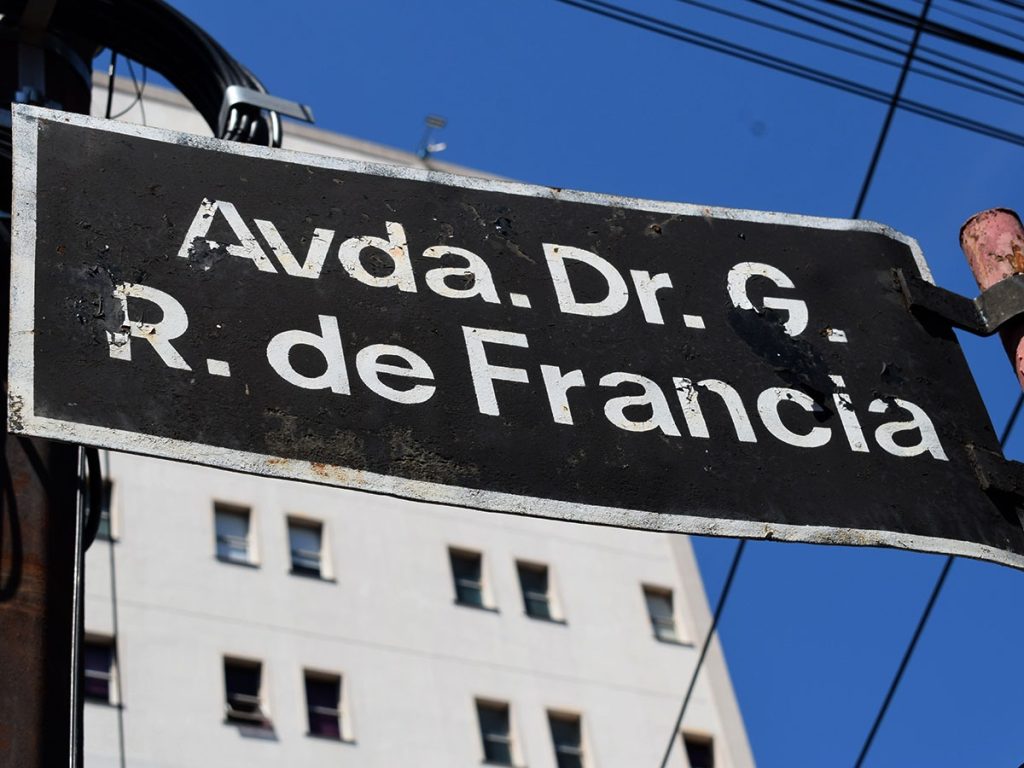 Avda. Dr. G.
R. de Francia